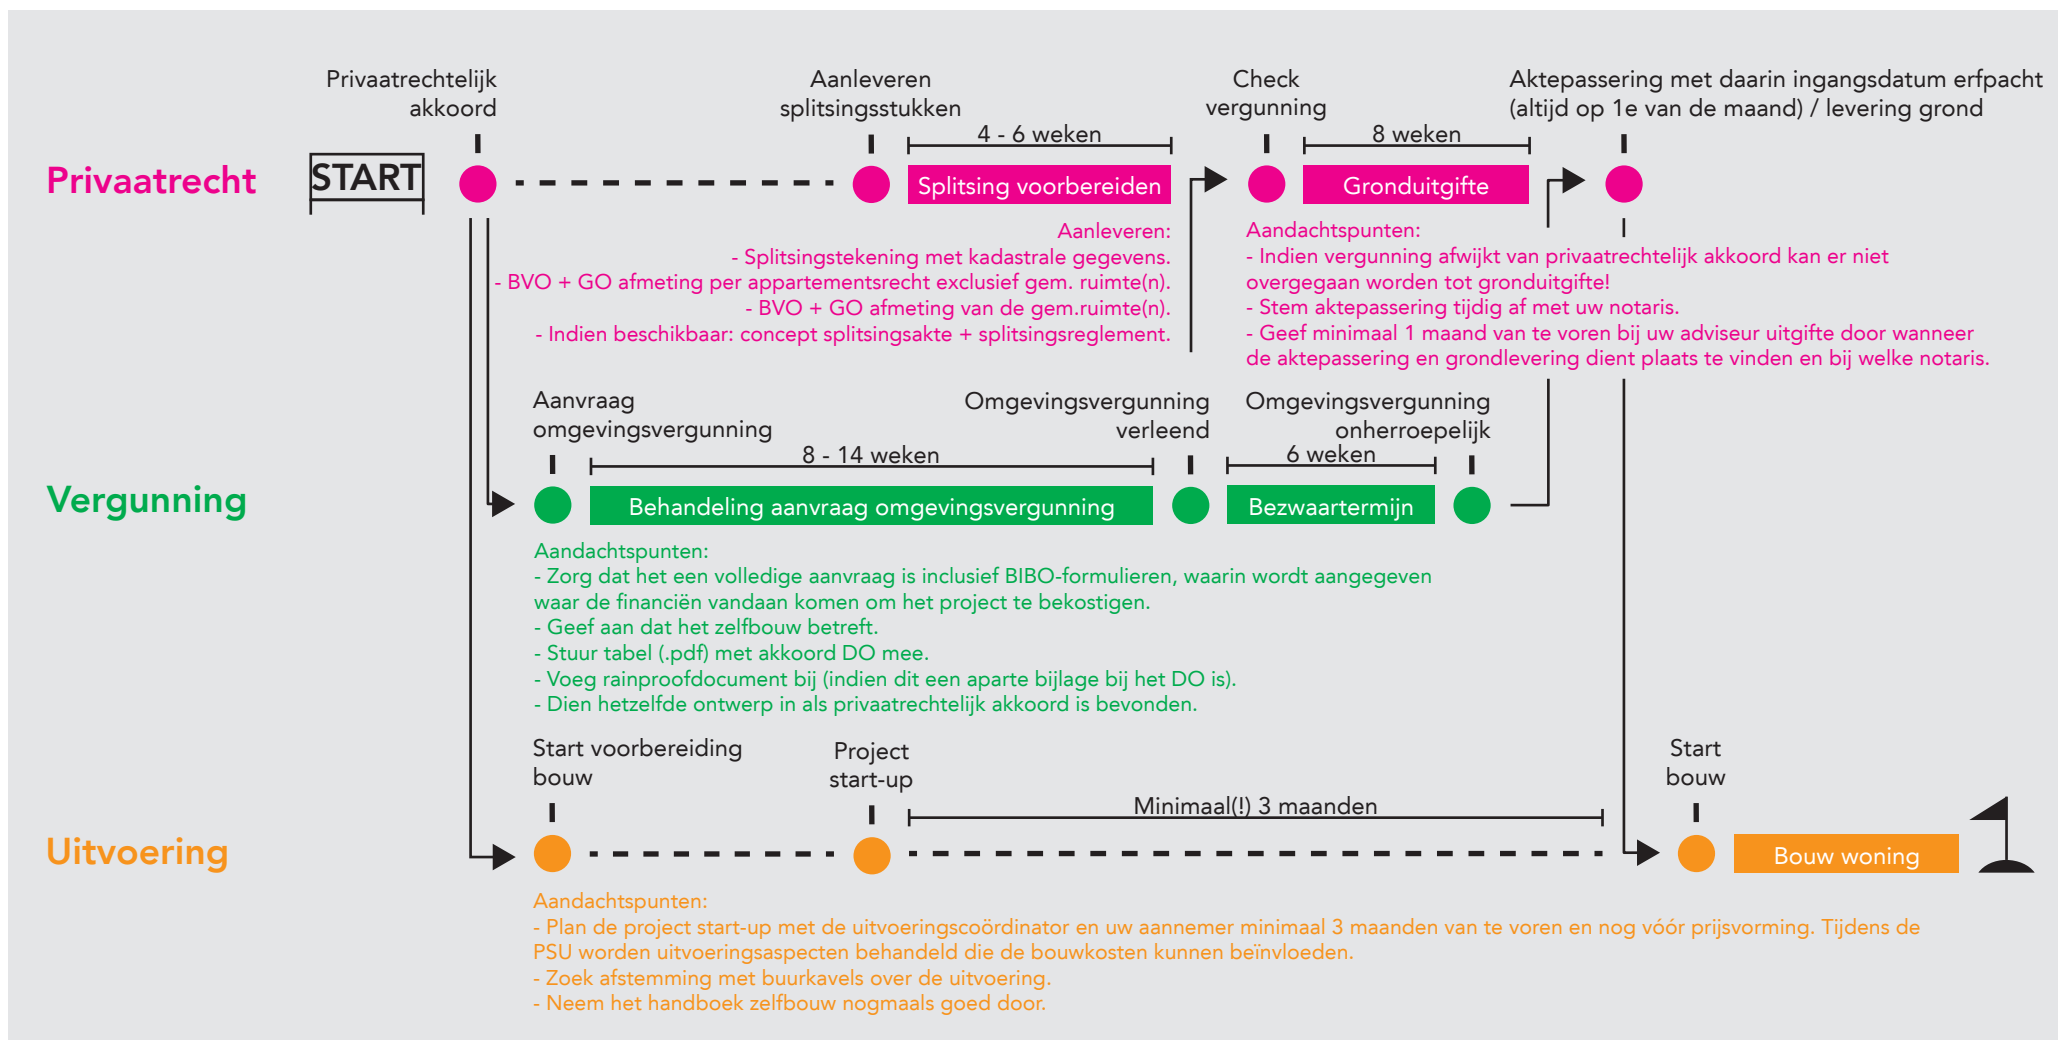 Privaatrechtelijk
akkoord
Aanleveren
splitsingsstukken
Check
vergunning
Aktepassering met daarin ingangsdatum erfpacht
(altijd op 1e van de maand) / levering grond
4 - 6 weken
8 weken
Privaatrecht
START
Splitsing voorbereiden
Gronduitgifte
Aanleveren:
- Splitsingstekening met kadastrale gegevens.
- BVO + GO afmeting per appartementsrecht exclusief gem. ruimte(n).
- BVO + GO afmeting van de gem.ruimte(n).
- Indien beschikbaar: concept splitsingsakte + splitsingsreglement.
Aandachtspunten:
- Indien vergunning afwijkt van privaatrechtelijk akkoord kan er niet
overgegaan worden tot gronduitgifte!
- Stem aktepassering tijdig af met uw notaris.
- Geef minimaal 1 maand van te voren bij uw adviseur uitgifte door wanneer
de aktepassering en grondlevering dient plaats te vinden en bij welke notaris.
Aanvraag
omgevingsvergunning
Omgevingsvergunning
verleend
Omgevingsvergunning
onherroepelijk
8 - 14 weken
6 weken
Vergunning
Behandeling aanvraag omgevingsvergunning
Bezwaartermijn
Aandachtspunten:
- Zorg dat het een volledige aanvraag is inclusief BIBO-formulieren, waarin wordt aangegeven
waar de financiën vandaan komen om het project te bekostigen.
- Geef aan dat het zelfbouw betreft.
- Stuur tabel (.pdf) met akkoord DO mee.
- Voeg rainproofdocument bij (indien dit een aparte bijlage bij het DO is).
- Dien hetzelfde ontwerp in als privaatrechtelijk akkoord is bevonden.
Start voorbereiding
bouw
Project
start-up
Start
bouw
Minimaal(!) 3 maanden
Uitvoering
Bouw woning
Aandachtspunten:
- Plan de project start-up met de uitvoeringscoördinator en uw aannemer minimaal 3 maanden van te voren en nog vóór prijsvorming. Tijdens de
PSU worden uitvoeringsaspecten behandeld die de bouwkosten kunnen beïnvloeden.
- Zoek afstemming met buurkavels over de uitvoering.
- Neem het handboek zelfbouw nogmaals goed door.